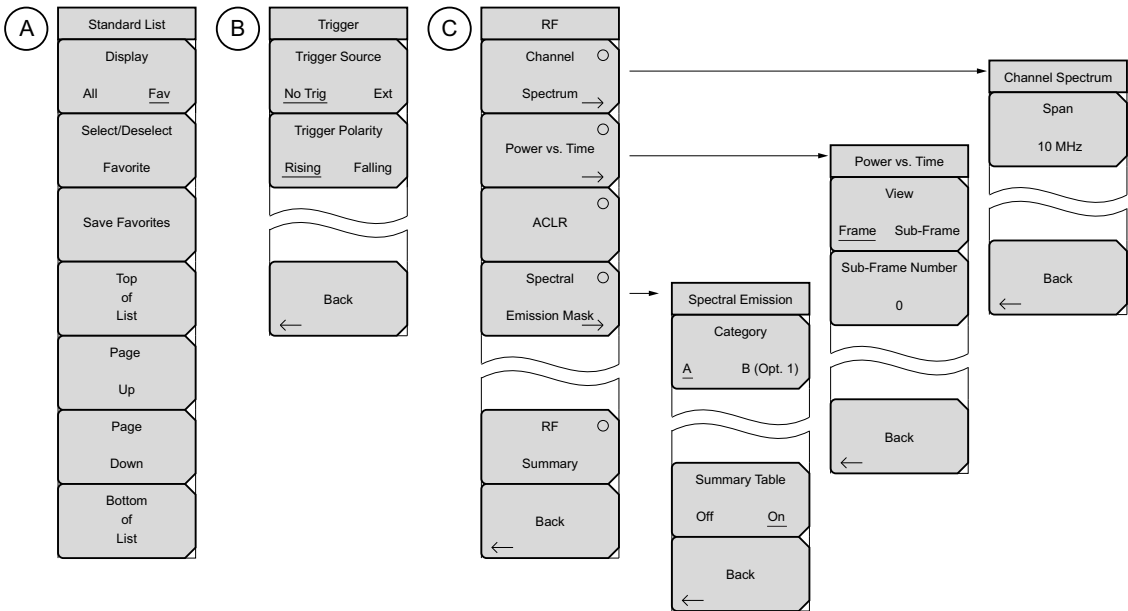 A
Standard List
Display
All Fav
Select/Deselect
Favorite
Save Favorites
Top
of
List
Page
Up
Page
Down
Bottom
of
List
B
Trigger
Trigger Source
No Trig Ext
Trigger Polarity
Rising Falling
Back
C
RF
Channel
Spectrum
Power vs. Time
ACLR
Spectral
Emission Mask
RF
Summary
Back
Spectral Emission
Category
A B (Opt. 1)
Summary Table
Off On
Back
Power vs. Time
View
Frame Sub-Frame
Sub-Frame Number
0
Back
Channel Spectrum
Span
10 MHz
Back